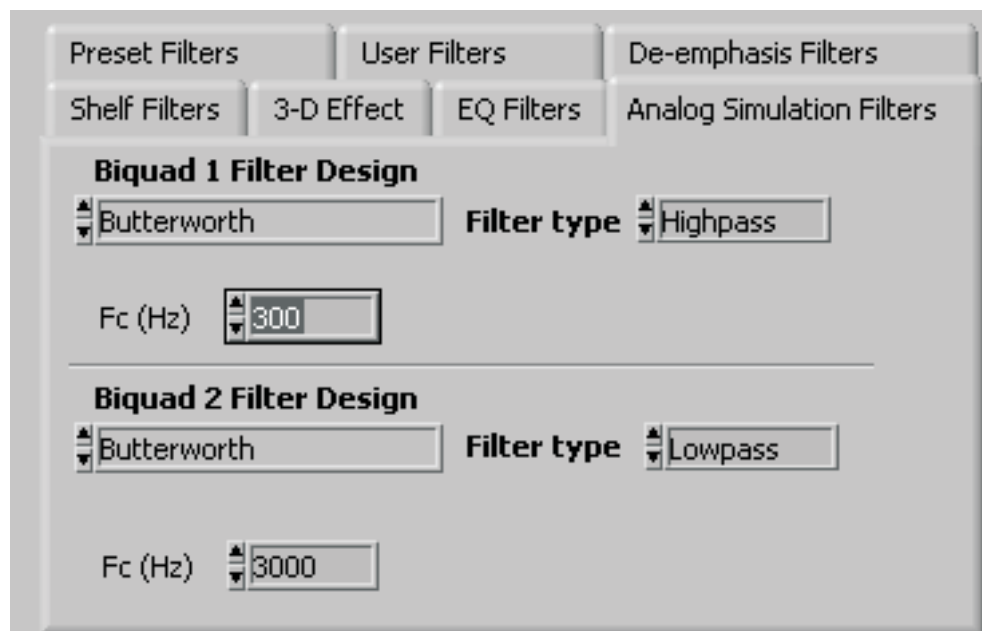 Preset Filters User Filters De-emphasis Filters
Shelf Filters 3-D Effect EQ Filters Analog Simulation Filters
Biquad 1 Filter Design
Butterworth Filter type Highpass
Fc (Hz) 300
Biquad 2 Filter Design
Butterworth Filter type Lowpass
Fc (Hz) 3000